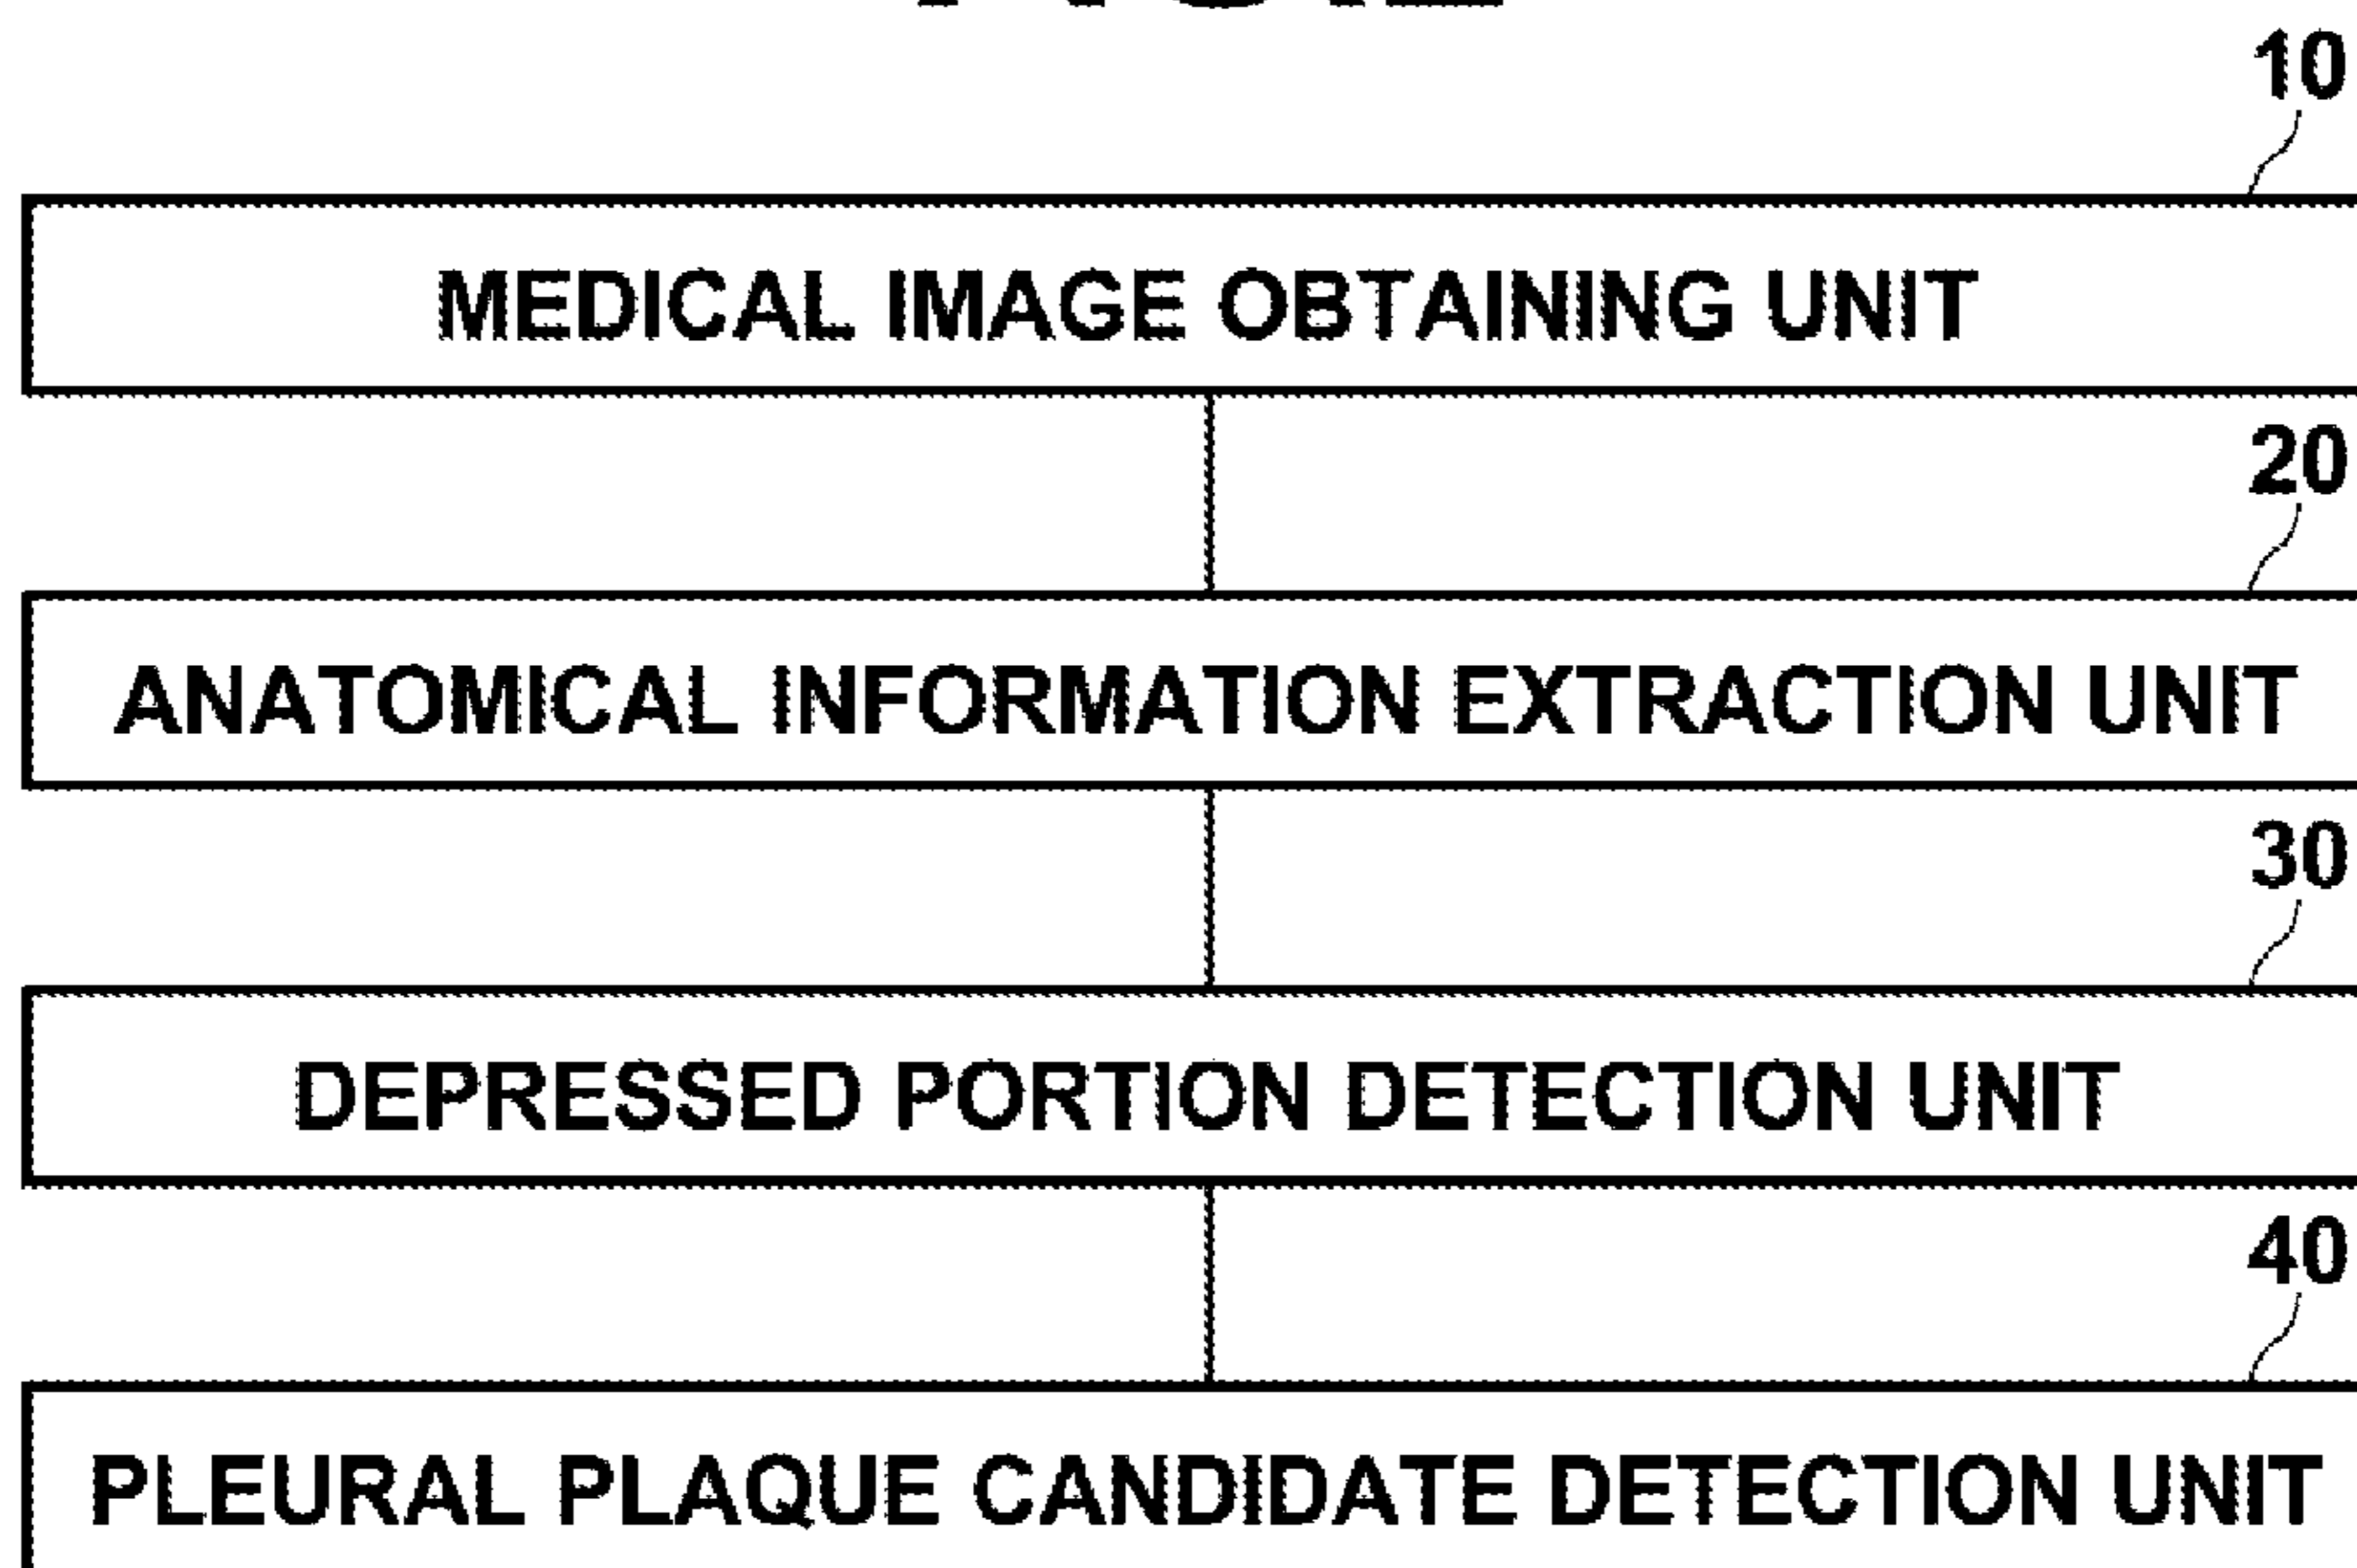 10
MEDICAL IMAGE OBTAINING UNIT
20
ANATOMICAL INFORMATION EXTRACTION UNIT
30
DEPRESSED PORTION DETECTION UNIT
40
PLEURAL PLAQUE CANDIDATE DETECTION UNIT